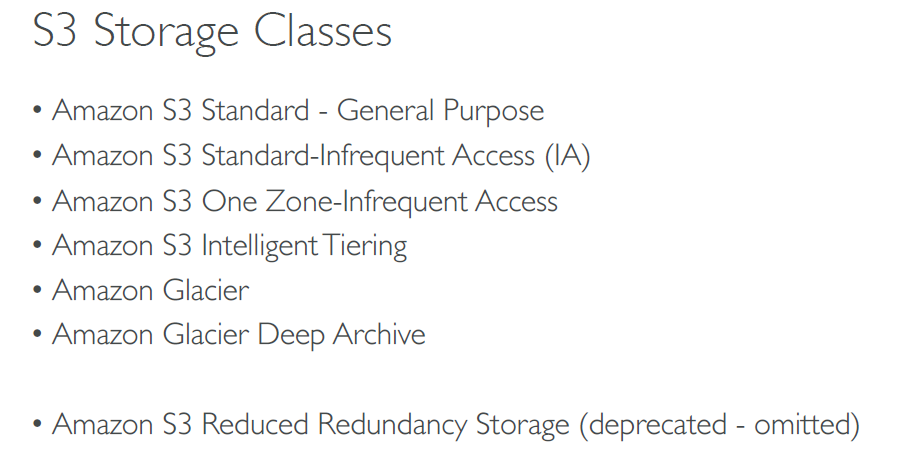 S3 Storage Classes
• Amazon S3 Standard - General Purpose
• Amazon S3 Standard-Infrequent Access (IA)
• Amazon S3 One Zone-Infrequent Access
• Amazon S3 Intelligent Tiering
• Amazon Glacier
• Amazon Glacier Deep Archive
• Amazon S3 Reduced Redundancy Storage (deprecated - omitted)